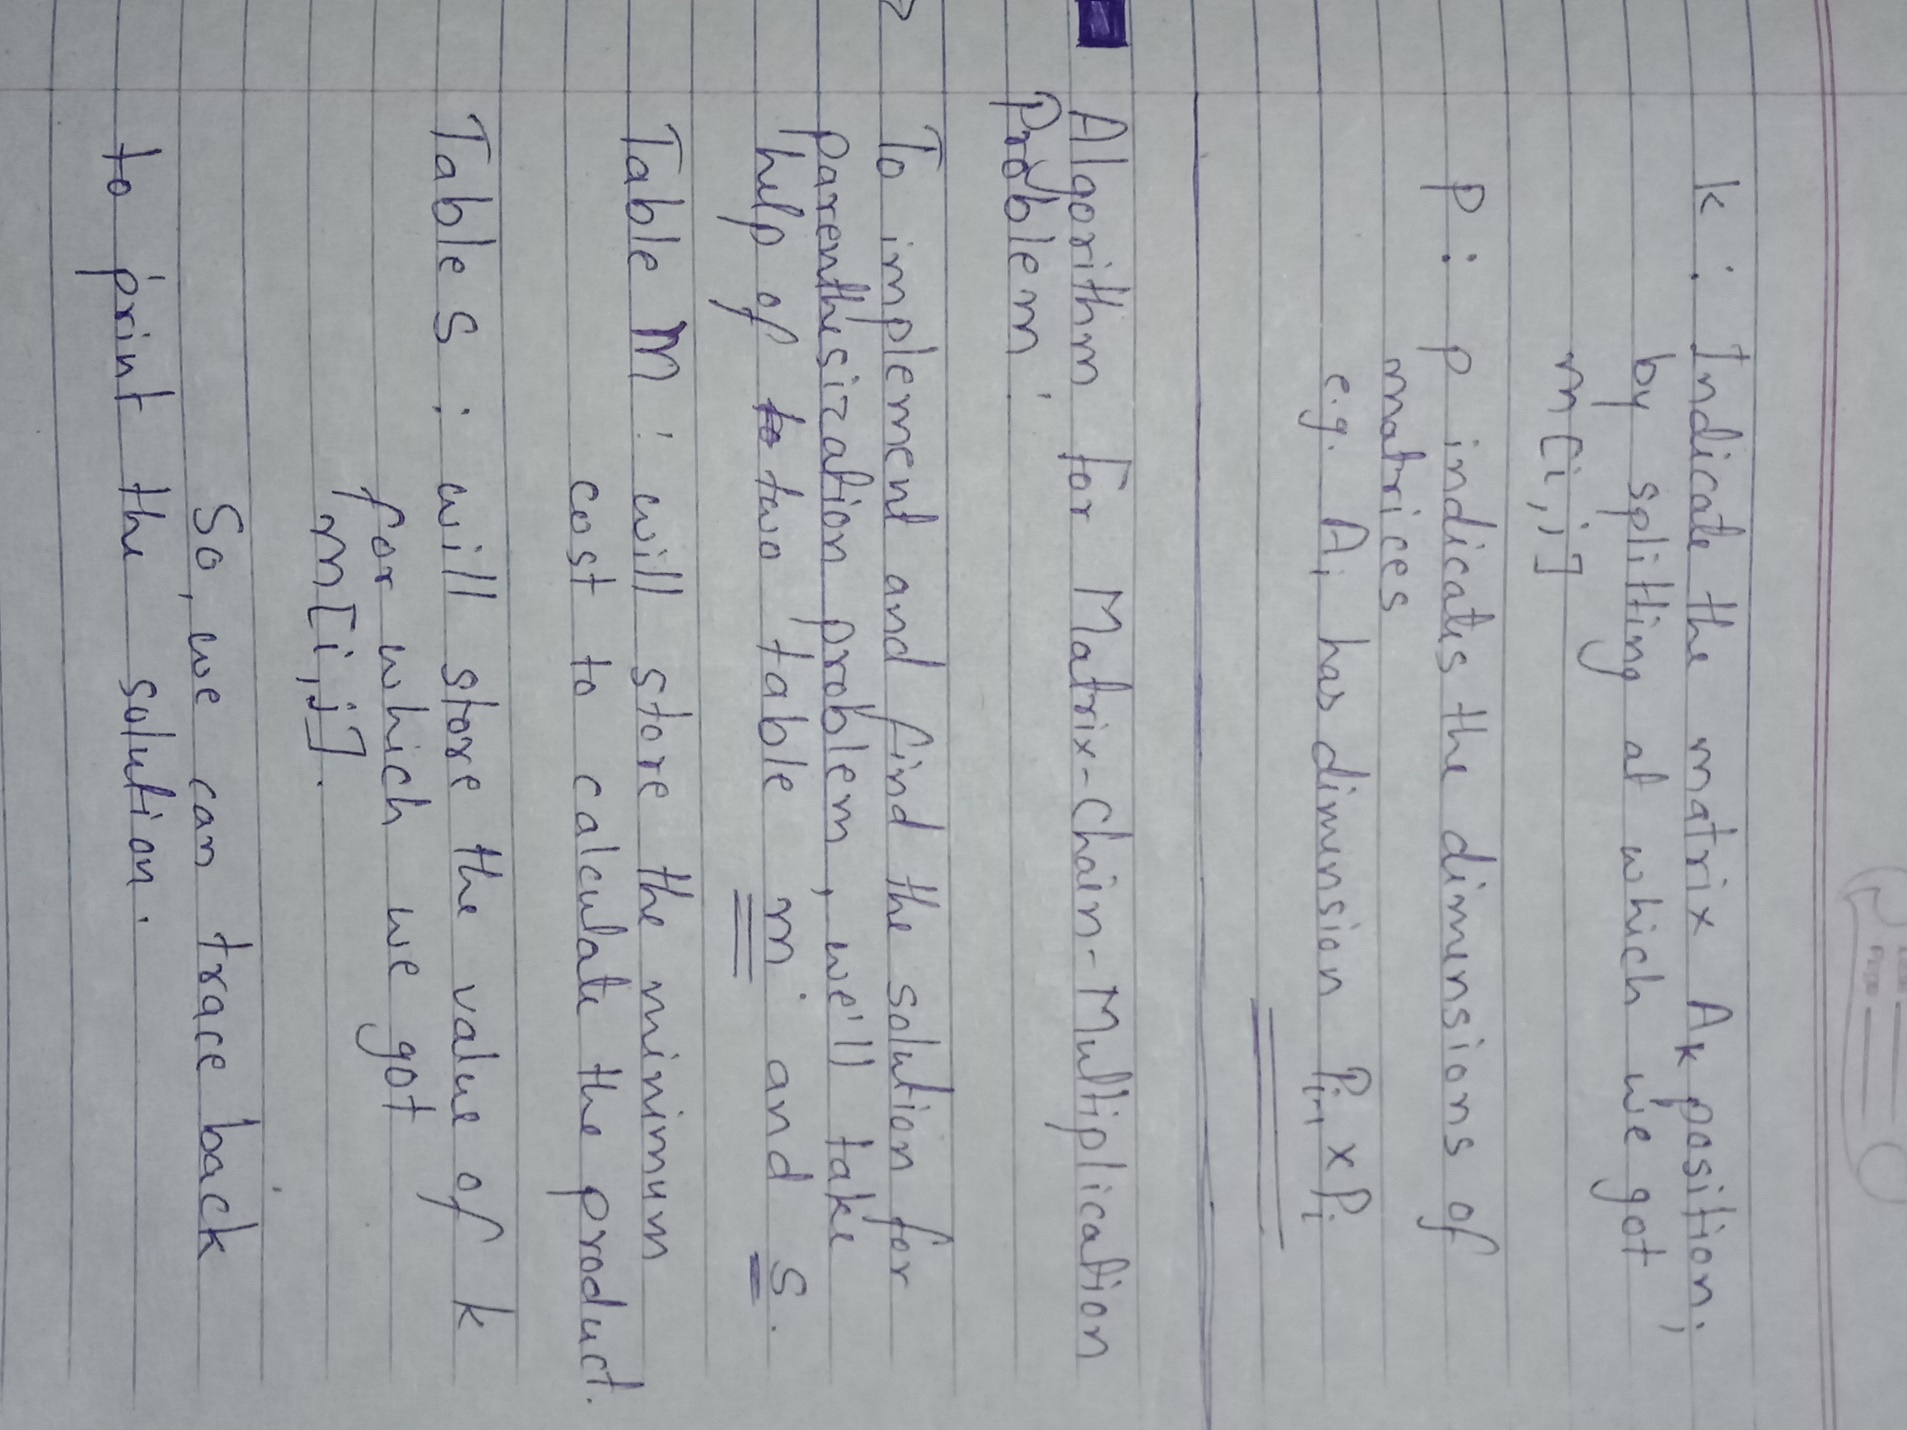 k : Indicate the matrix Ak position;
by splitting at which we got
m[i,j]
P : p indicates the dimensions of
matrices
e.g. Ai has dimension Pi-1 x Pi
Algorithm for Matrix-Chain-Multiplication
Problem
> To implement and find the solution for
parenthesization problem, we'll take
help of two table m and s.
Table M : will store the minimum
cost to calculate the product.
Table S : will store the value of k
for which we got
m[i,j].
So, we can trace back
to print the solution.